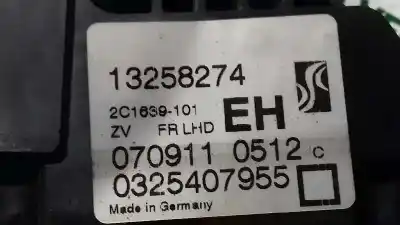 13258274
2C1639-101 EH
ZV FR LHD
070911 0512 C
0325407955
Made in Germany